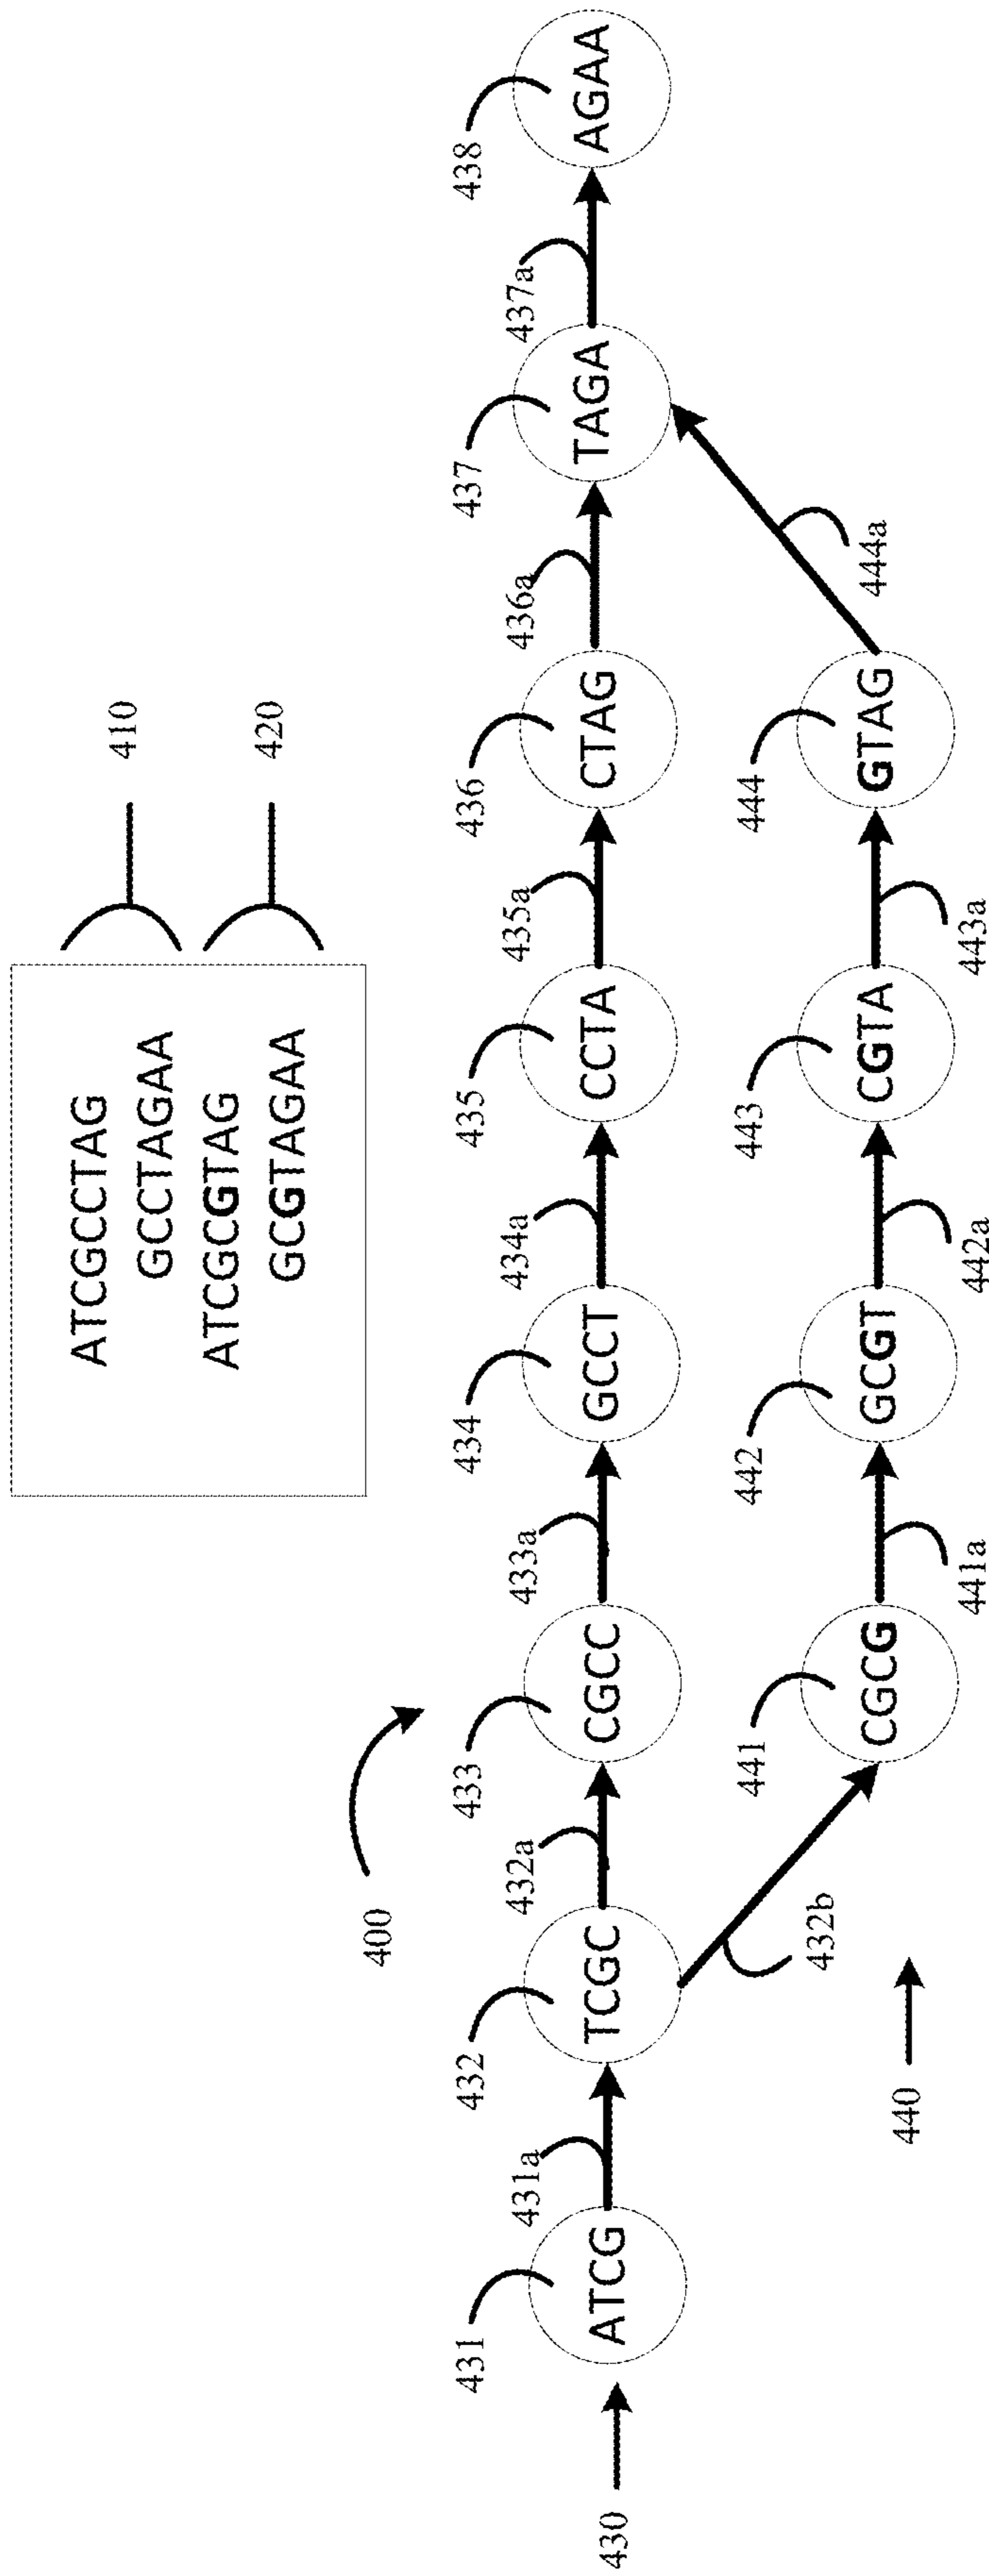 ATCGCCTAG
GCCTAGAA
410
ATCGCGTAG
GCGTAGAA
420
400
431 432 433 434 435 436 437 438
431a 432a 433a 434a 435a 436a 437a
430 ATCG TCGC CGCC GCCT CCTA CTAG TAGA AGAA
432b 441 442 443 444 444a
440 CGCG GCGT CGTA GTAG
441a 442a 443a